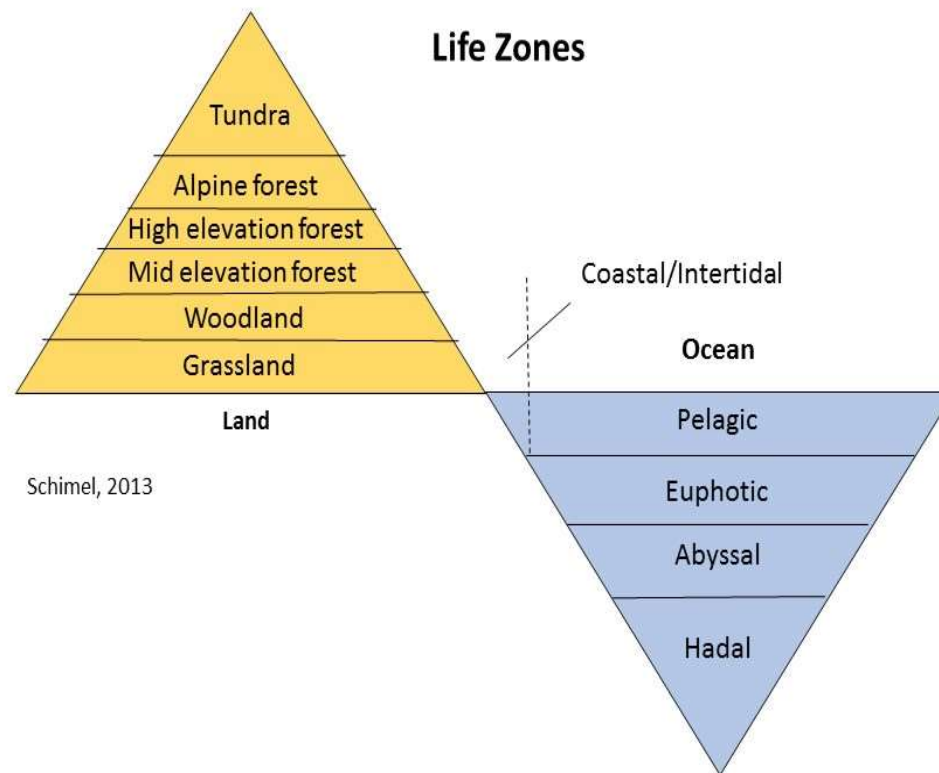 Life Zones
Tundra
Alpine forest
High elevation forest
Mid elevation forest
Woodland
Grassland
Land
Schimel, 2013
Coastal/Intertidal
Ocean
Pelagic
Euphotic
Abyssal
Hadal